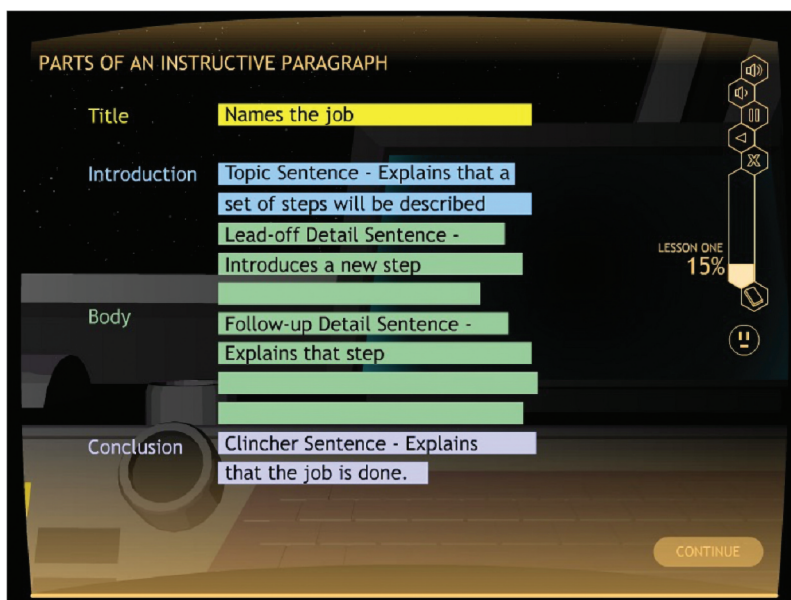 PARTS OF AN INSTRUCTIVE PARAGRAPH
Title
Names the job
Introduction
Topic Sentence - Explains that a
set of steps will be described
Lead-off Detail Sentence -
Introduces a new step
Body
Follow-up Detail Sentence -
Explains that step
Conclusion
Clincher Sentence - Explains
that the job is done.
LESSON ONE
15%
CONTINUE